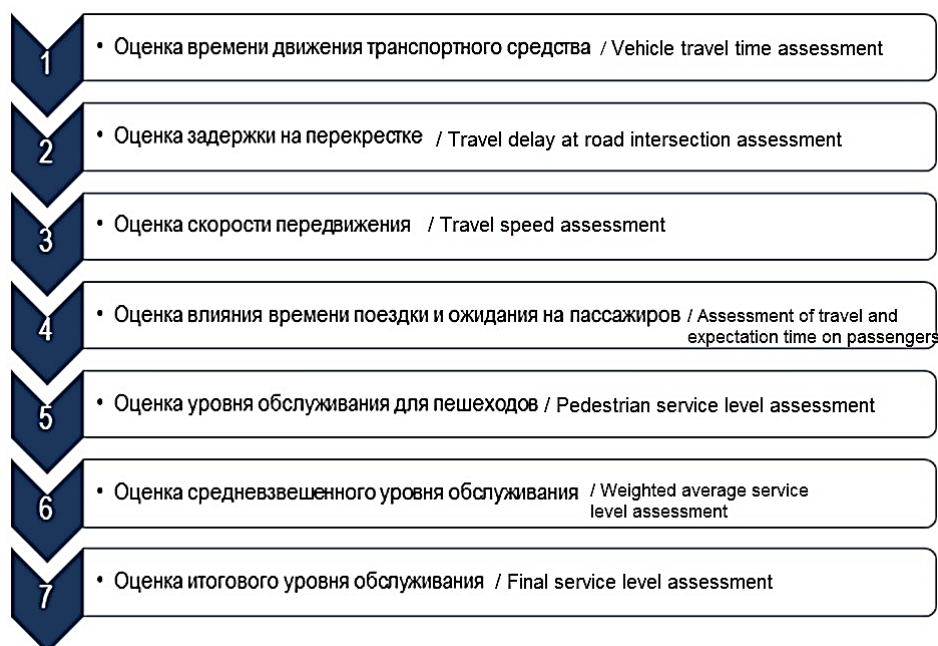 1
• Оценка времени движения транспортного средства / Vehicle travel time assessment
2
• Оценка задержки на перекрестке / Travel delay at road intersection assessment
3
• Оценка скорости передвижения / Travel speed assessment
4
• Оценка влияния времени поездки и ожидания на пассажиров / Assessment of travel and
expectation time on passengers
5
• Оценка уровня обслуживания для пешеходов / Pedestrian service level assessment
6
• Оценка средневзвешенного уровня обслуживания / Weighted average service
level assessment
7
• Оценка итогового уровня обслуживания / Final service level assessment